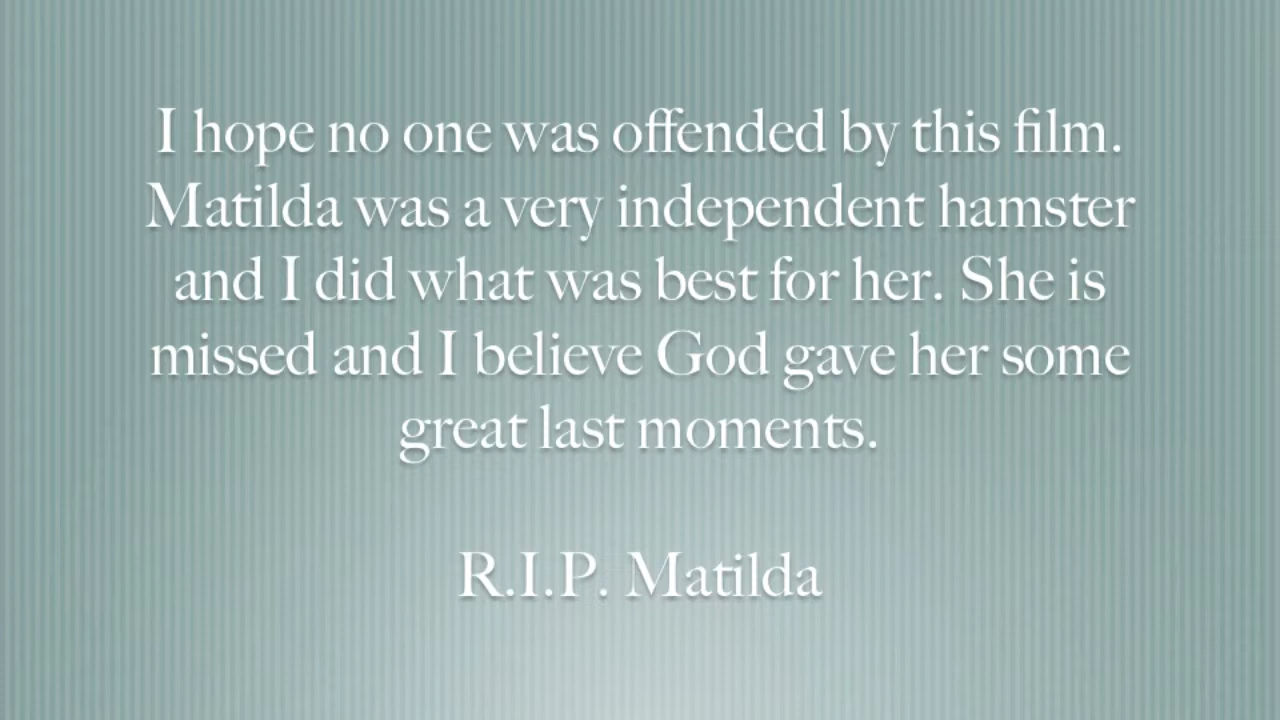 I hope no one was offended by this film.
Matilda was a very independent hamster
and I did what was best for her. She is
missed and I believe God gave her some
great last moments.
R.I.P. Matilda